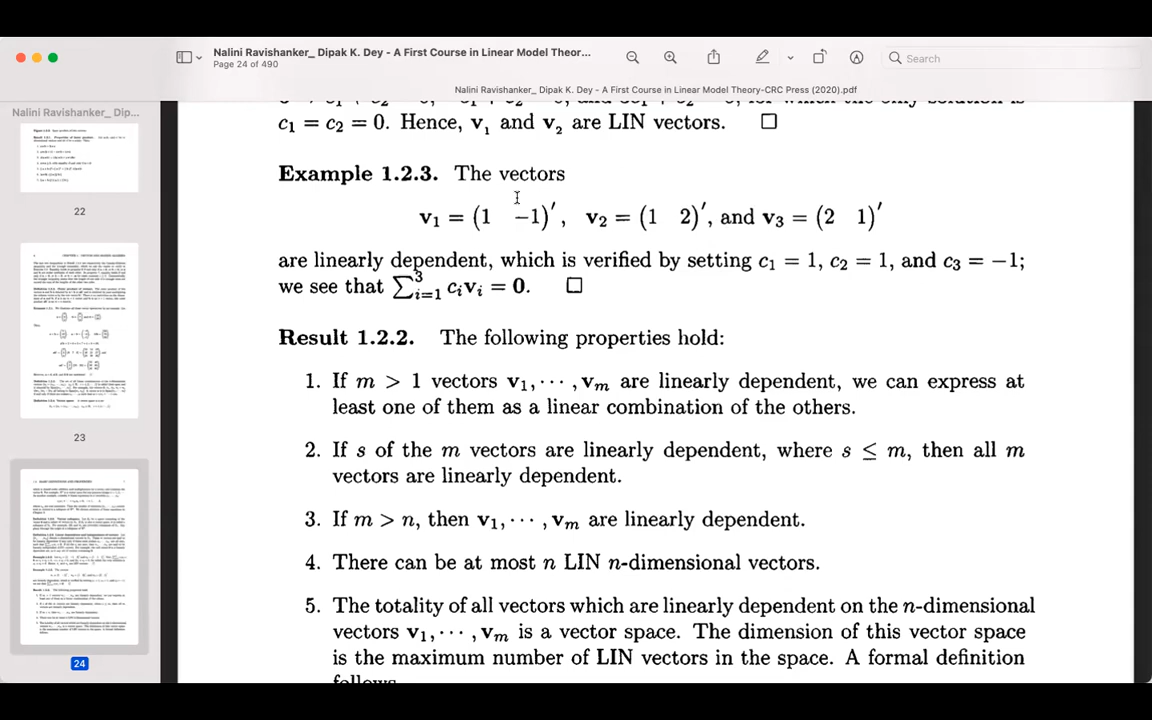 Nalini Ravishanker_ Dipak K. Dey - A First Course in Linear Model Theor...
Page 24 of 490
Search
Nalini Ravishanker_ Dipak K. Dey - A First Course in Linear Model Theory-CRC Press (2020).pdf
Nalini Ravishanker_ Dip...
22
23
24
c₁ = c₂ = 0. Hence, v₁ and v₂ are LIN vectors. □
Example 1.2.3. The vectors
v₁ = (1 −1)′, v₂ = (1 2)′, and v₃ = (2 1)′
are linearly dependent, which is verified by setting c₁ = 1, c₂ = 1, and c₃ = −1;
we see that ∑³ᵢ₌₁ cᵢvᵢ = 0. □
Result 1.2.2. The following properties hold:
1. If m > 1 vectors v₁, ··· , vₘ are linearly dependent, we can express at
least one of them as a linear combination of the others.
2. If s of the m vectors are linearly dependent, where s ≤ m, then all m
vectors are linearly dependent.
3. If m > n, then v₁, ··· , vₘ are linearly dependent.
4. There can be at most n LIN n-dimensional vectors.
5. The totality of all vectors which are linearly dependent on the n-dimensional
vectors v₁, ··· , vₘ is a vector space. The dimension of this vector space
is the maximum number of LIN vectors in the space. A formal definition
follows